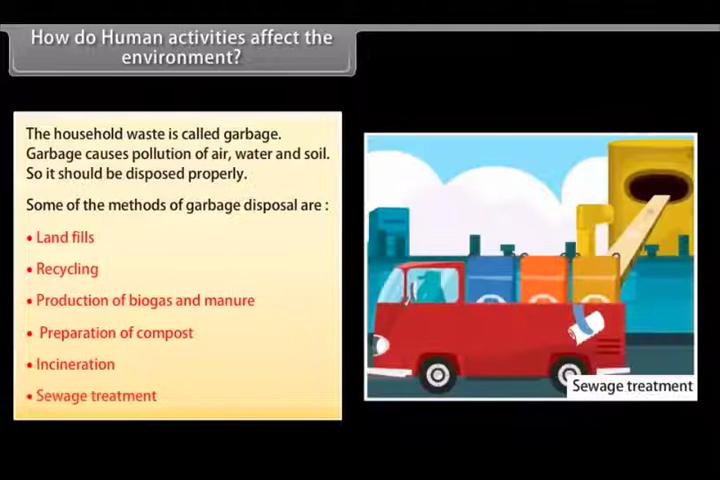 How do Human activities affect the
environment?
The household waste is called garbage.
Garbage causes pollution of air, water and soil.
So it should be disposed properly.
Some of the methods of garbage disposal are :
• Land fills
• Recycling
• Production of biogas and manure
• Preparation of compost
• Incineration
• Sewage treatment
Sewage treatment